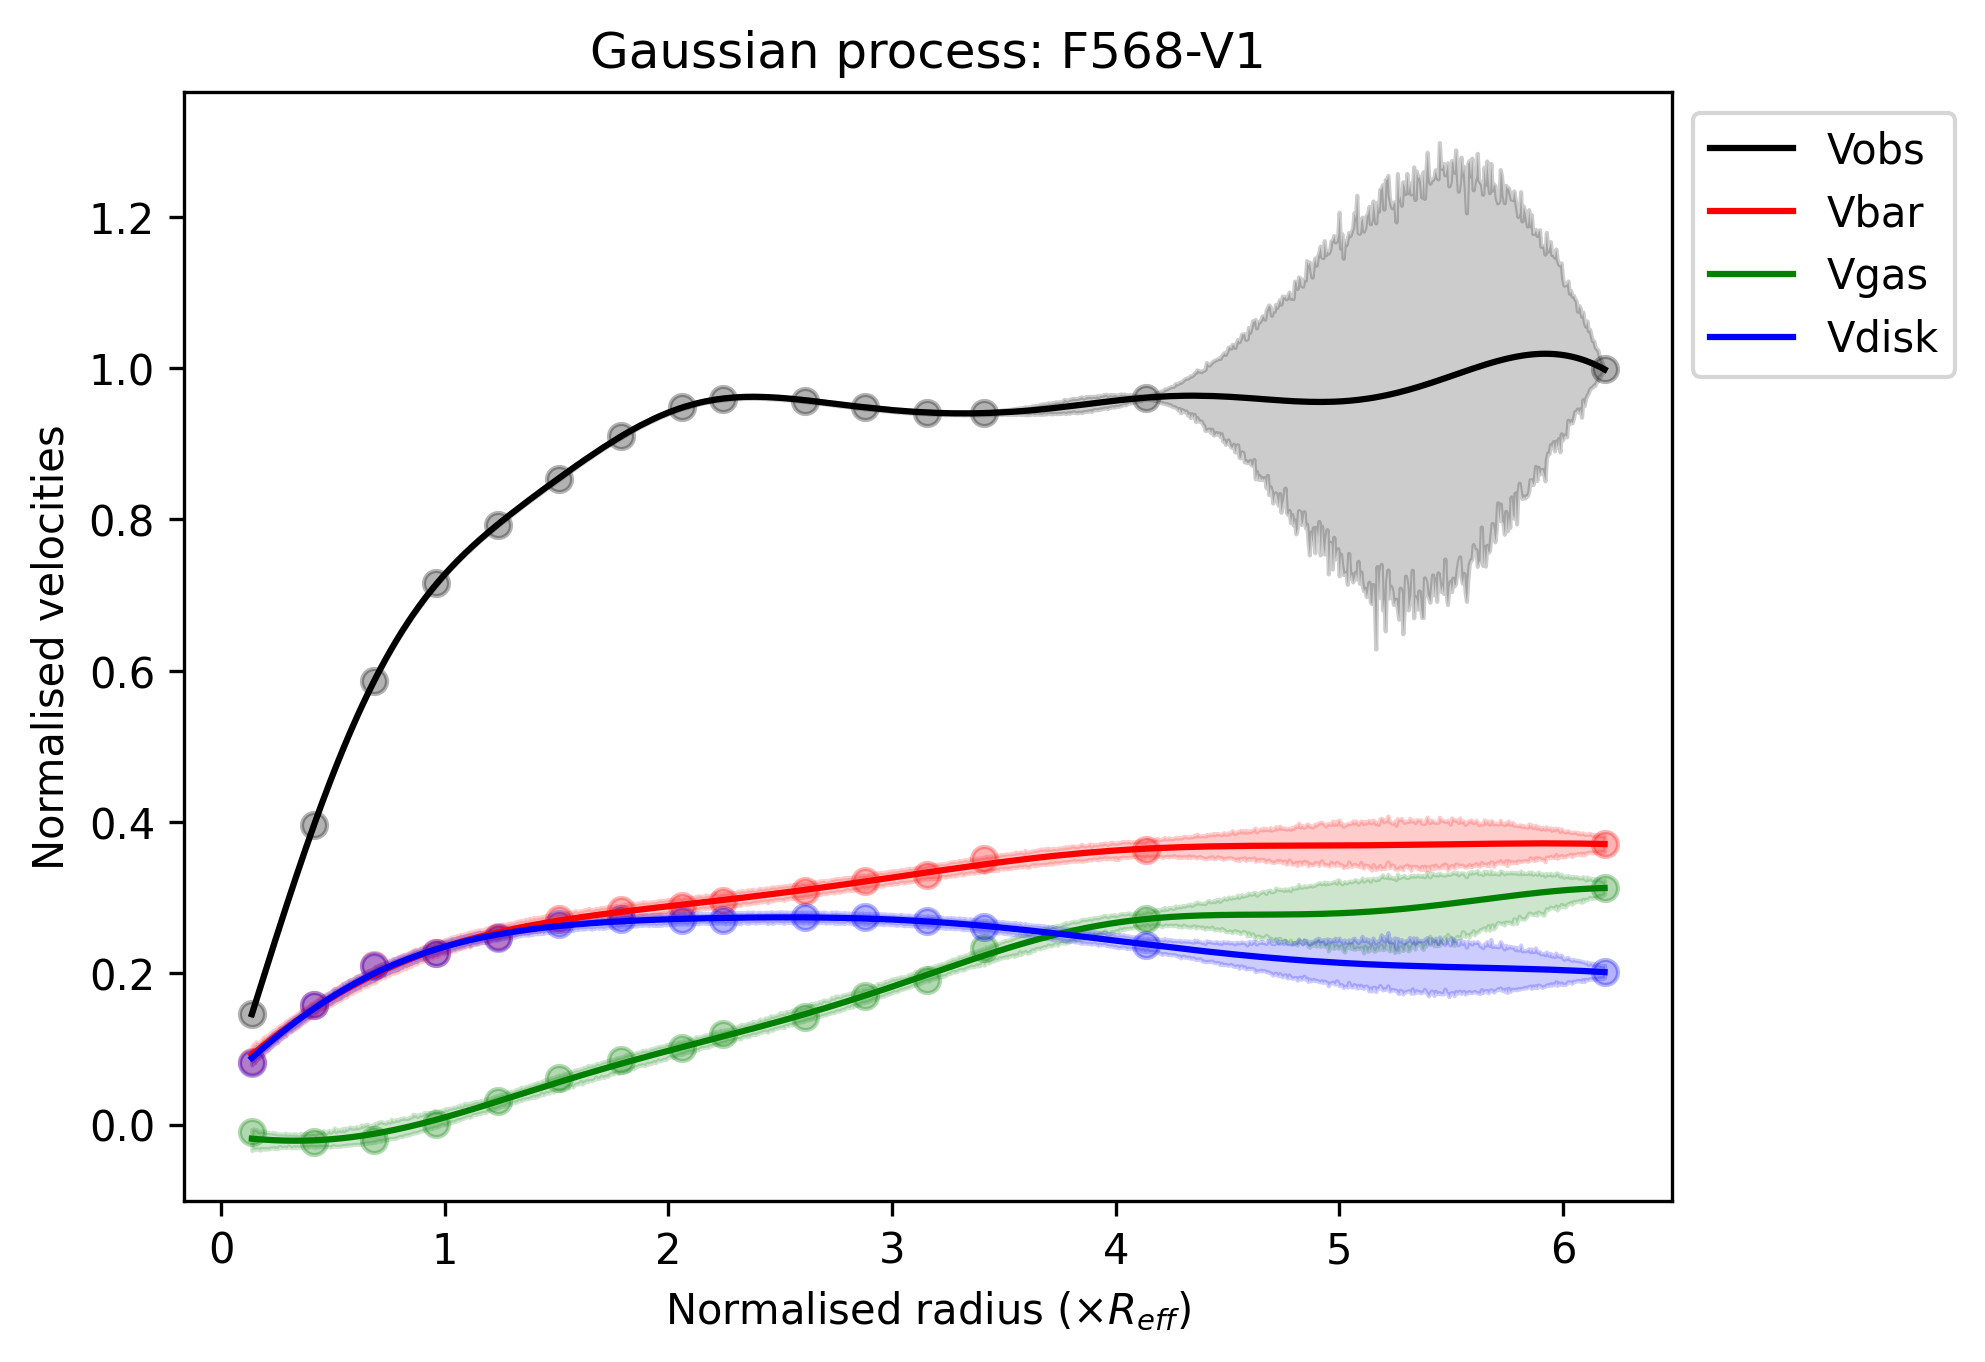 Gaussian process: F568-V1
Normalised velocities
1.2
1.0
0.8
0.6
0.4
0.2
0.0
0 1 2 3 4 5 6
Normalised radius (×R_eff)
Vobs
Vbar
Vgas
Vdisk